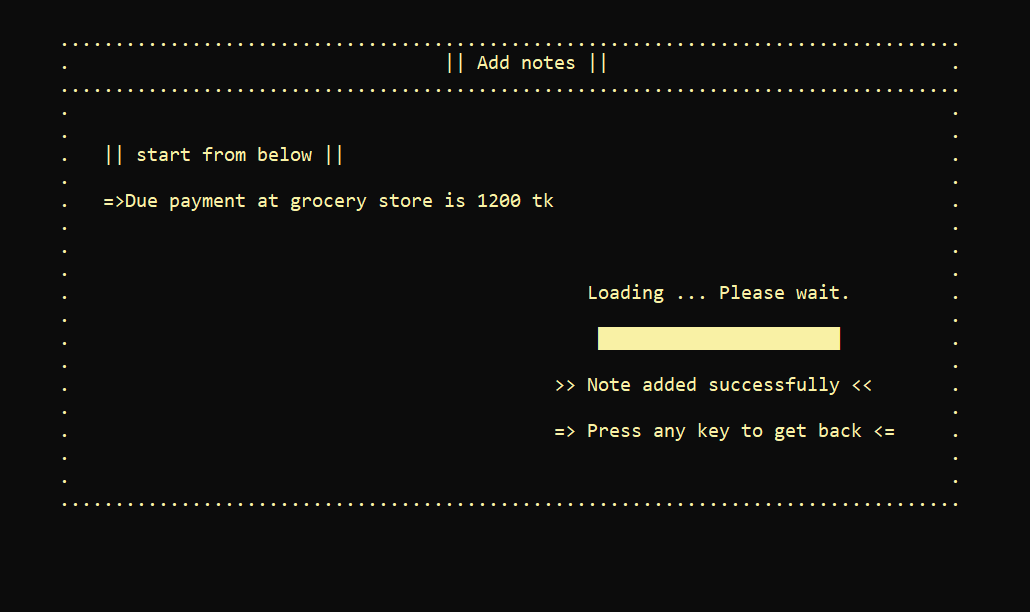 || Add notes ||
|| start from below ||
=>Due payment at grocery store is 1200 tk
Loading ... Please wait.
>> Note added successfully <<
=> Press any key to get back <=